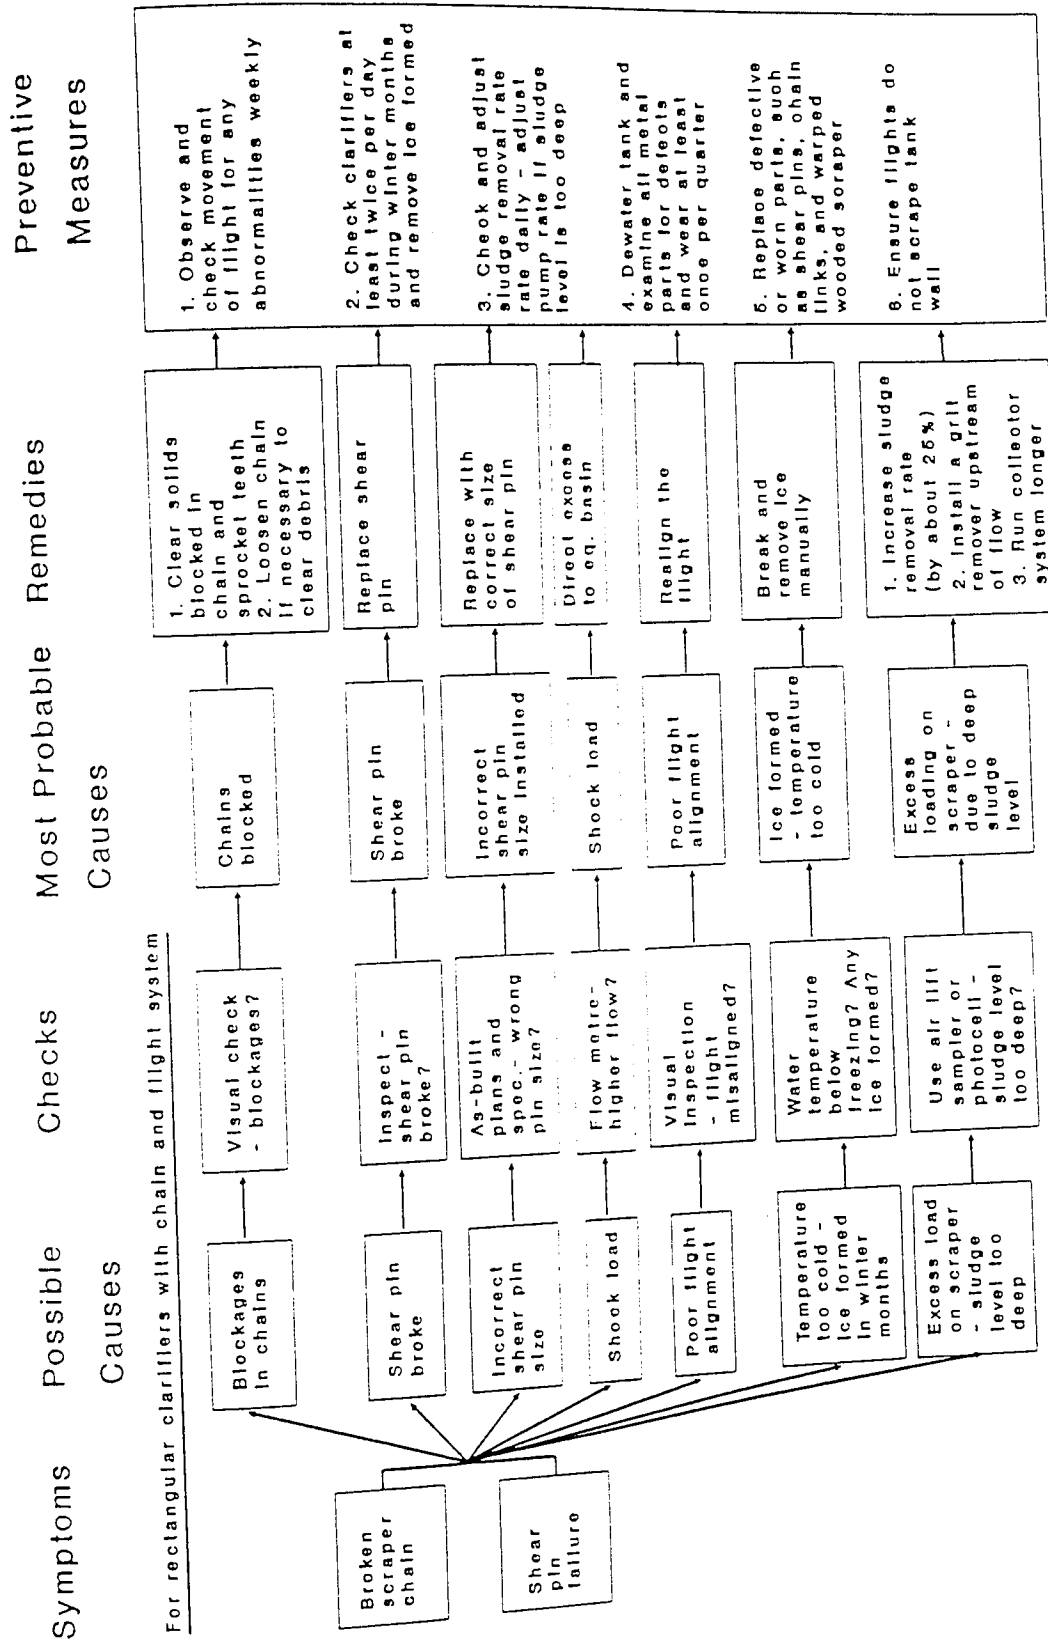 Symptoms
Possible
Causes
Checks
Most Probable
Causes
Remedies
Preventive
Measures
For rectangular clarifiers with chain and flight system
Broken
scraper
chain
Shear
pin
failure
Blockages
in chains
Visual check
- blockages?
Chains
blocked
1. Clear solids
blocked in
chain and
sprocket teeth
2. Loosen chain
if necessary to
clear debris
Shear pin
broke
Inspect -
shear pin
broke?
Shear pin
broke
Replace shear
pin
Incorrect
shear pin
size
As-built
plans and
spec.- wrong
pin size?
Incorrect
shear pin
size installed
Replace with
correct size
of shear pin
Shock load
Flow metre-
higher flow?
Shock load
Direct excess
to eq. basin
Poor flight
alignment
Visual
inspection
- flight
misaligned?
Poor flight
alignment
Realign the
flight
Temperature
too cold -
ice formed
in winter
months
Water
temperature
below
freezing? Any
ice formed?
Ice formed
- temperature
too cold
Break and
remove ice
manually
Excess load
on scraper
- sludge
level too
deep
Use air lift
sampler or
photocell -
sludge level
too deep?
Excess
loading on
scraper -
due to deep
sludge
level
1. Increase sludge
removal rate
(by about 25%)
2. Install a grit
remover upstream
of flow
3. Run collector
system longer
1. Observe and
check movement
of flight for any
abnormalities weekly
2. Check clarifiers at
least twice per day
during winter months
and remove ice formed
3. Check and adjust
sludge removal rate
rate daily - adjust
pump rate if sludge
level is too deep
4. Dewater tank and
examine all metal
parts for defects
and wear at least
once per quarter
5. Replace defective
or worn parts, such
as shear pins, chain
links, and warped
wooded scraper
6. Ensure flights do
not scrape tank
wall